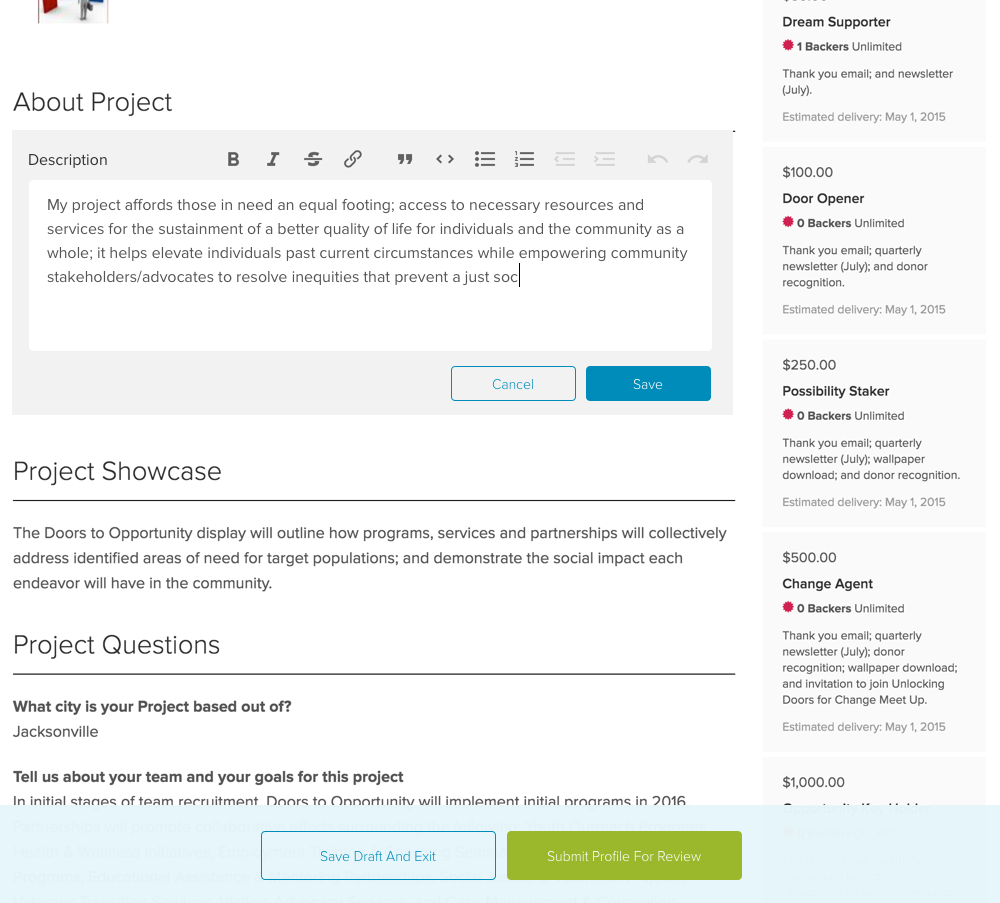 About Project
Description
My project affords those in need an equal footing; access to necessary resources and
services for the sustainment of a better quality of life for individuals and the community as a
whole; it helps elevate individuals past current circumstances while empowering community
stakeholders/advocates to resolve inequities that prevent a just soc
Cancel
Save
Project Showcase
The Doors to Opportunity display will outline how programs, services and partnerships will collectively
address identified areas of need for target populations; and demonstrate the social impact each
endeavor will have in the community.
Project Questions
What city is your Project based out of?
Jacksonville
Tell us about your team and your goals for this project
In initial stages of team recruitment, Doors to Opportunity will implement initial programs in 2016.
Save Draft And Exit
Submit Profile For Review
Dream Supporter
1 Backers Unlimited
Thank you email; and newsletter
(July).
Estimated delivery: May 1, 2015
$100.00
Door Opener
0 Backers Unlimited
Thank you email; quarterly
newsletter (July); and donor
recognition.
Estimated delivery: May 1, 2015
$250.00
Possibility Staker
0 Backers Unlimited
Thank you email; quarterly
newsletter (July); wallpaper
download; and donor recognition.
Estimated delivery: May 1, 2015
$500.00
Change Agent
0 Backers Unlimited
Thank you email; quarterly
newsletter (July); donor
recognition; wallpaper download;
and invitation to join Unlocking
Doors for Change Meet Up.
Estimated delivery: May 1, 2015
$1,000.00